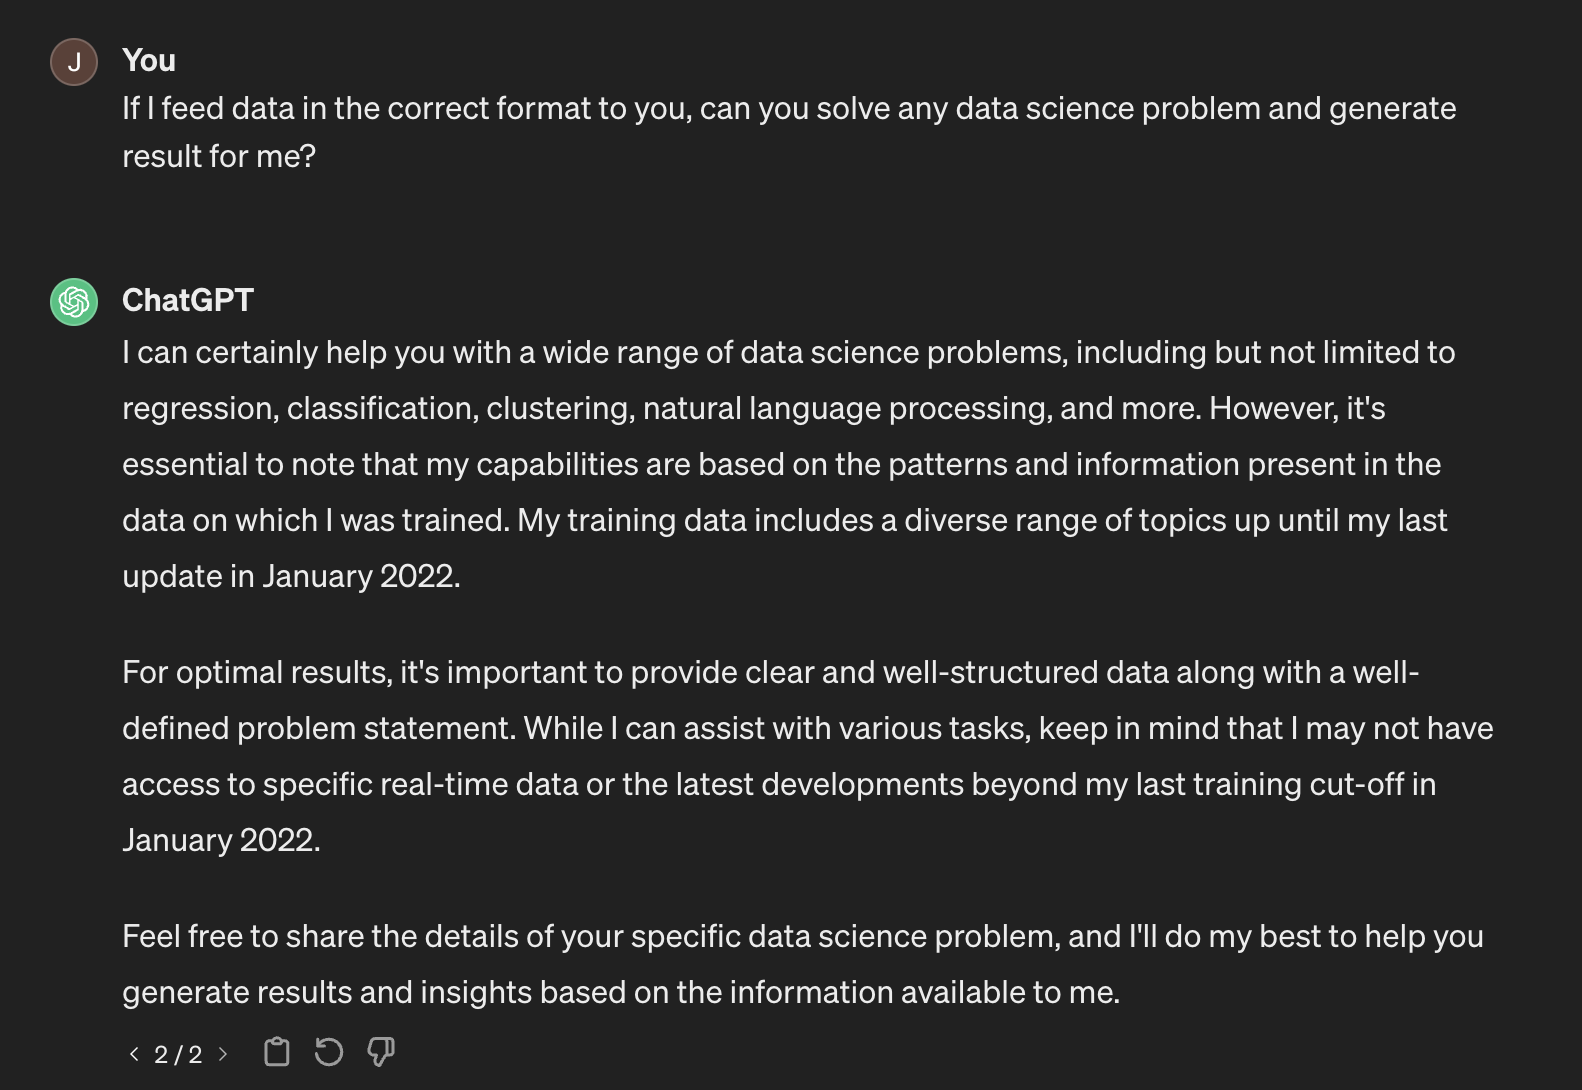 J
You
If I feed data in the correct format to you, can you solve any data science problem and generate
result for me?
ChatGPT
I can certainly help you with a wide range of data science problems, including but not limited to
regression, classification, clustering, natural language processing, and more. However, it's
essential to note that my capabilities are based on the patterns and information present in the
data on which I was trained. My training data includes a diverse range of topics up until my last
update in January 2022.
For optimal results, it's important to provide clear and well-structured data along with a well-
defined problem statement. While I can assist with various tasks, keep in mind that I may not have
access to specific real-time data or the latest developments beyond my last training cut-off in
January 2022.
Feel free to share the details of your specific data science problem, and I'll do my best to help you
generate results and insights based on the information available to me.
< 2 / 2 >